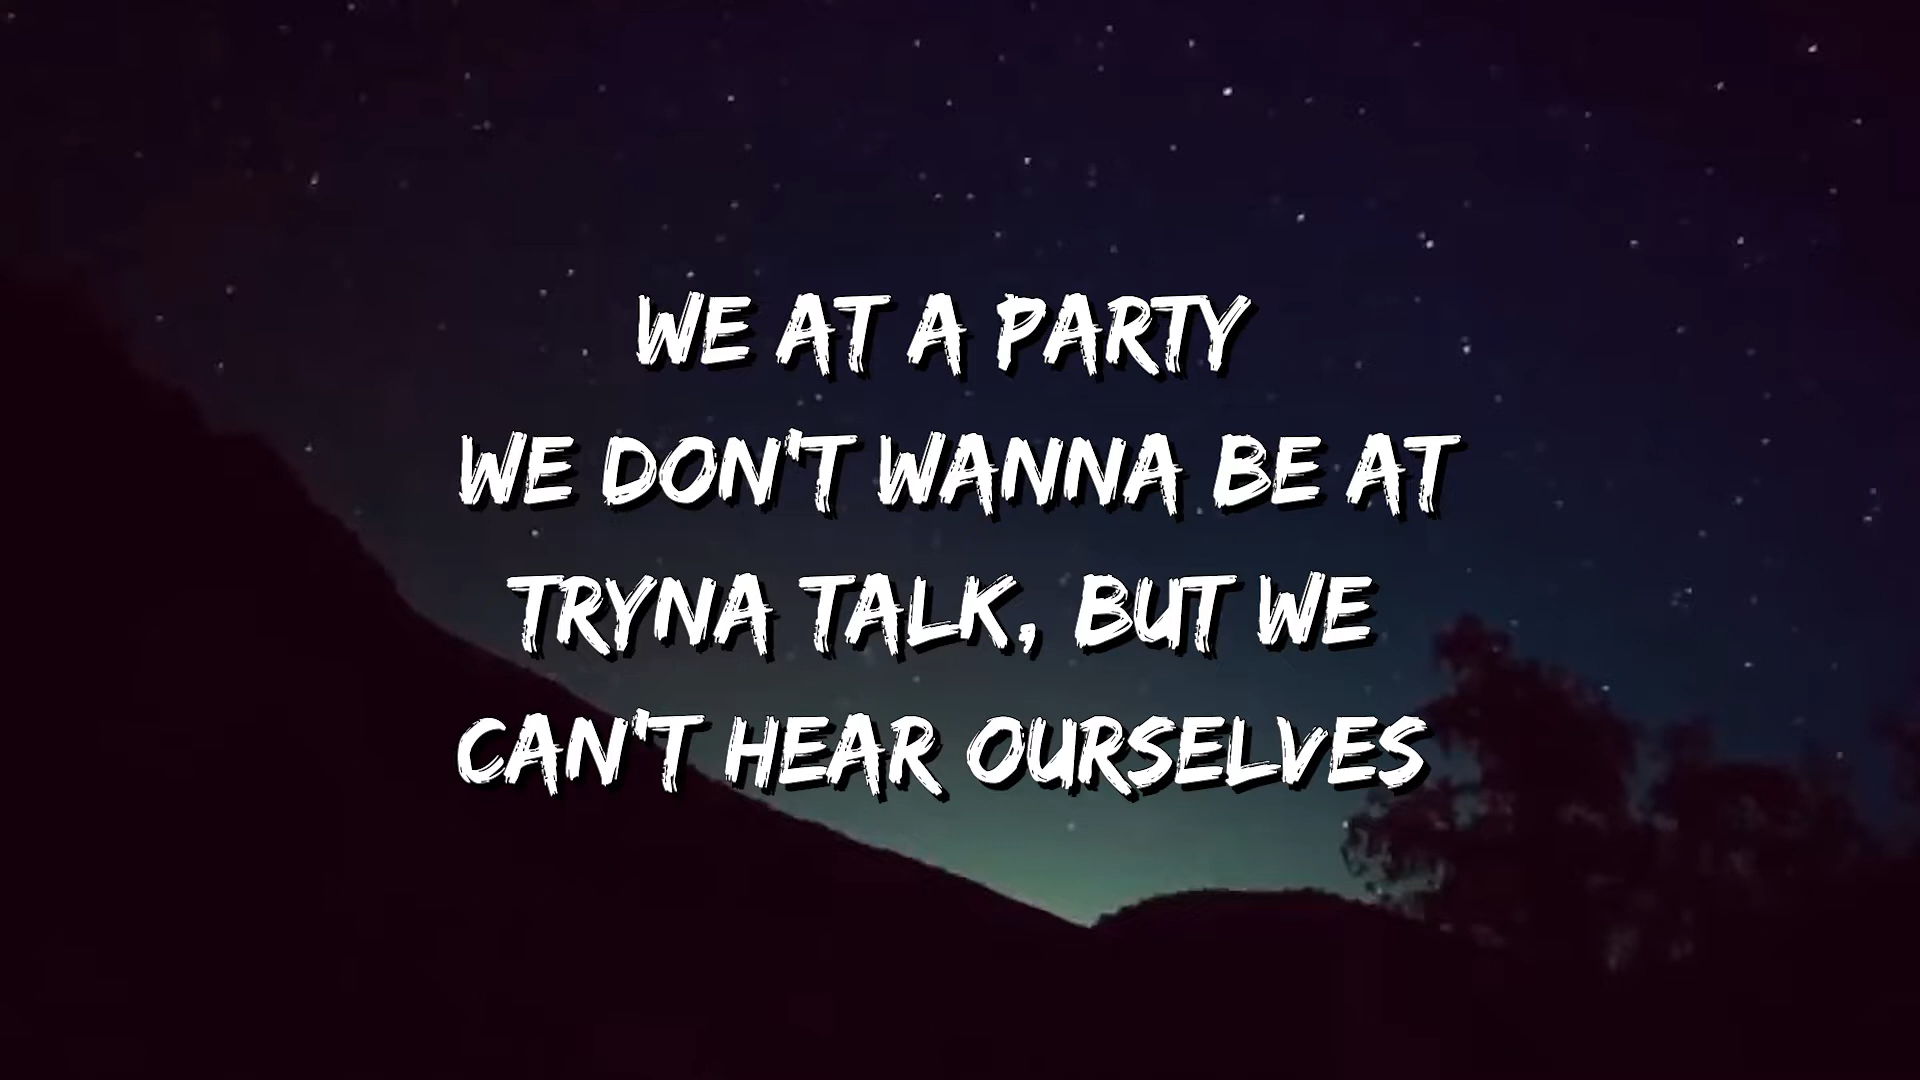 WE AT A PARTY
WE DON'T WANNA BE AT
TRYNA TALK, BUT WE
CAN'T HEAR OURSELVES